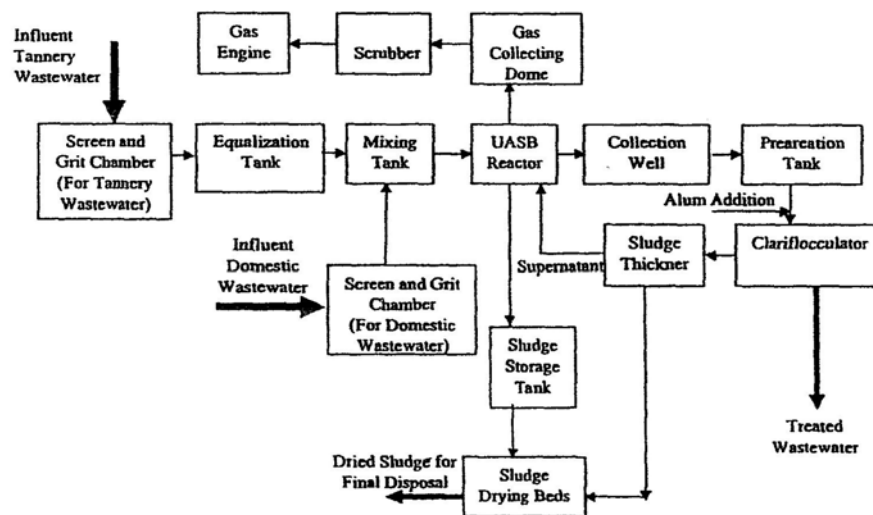 Influent
Tannery
Wastewater
Gas
Engine
Scrubber
Gas
Collecting
Dome
Screen and
Grit Chamber
(For Tannery
Wastewater)
Equalization
Tank
Mixing
Tank
UASB
Reactor
Collection
Well
Preareation
Tank
Alum Addition
Influent
Domestic
Wastewater
Screen and Grit
Chamber
(For Domestic
Wastewater)
Supernatant
Sludge
Thickner
Clariflocculator
Sludge
Storage
Tank
Treated
Wastewater
Dried Sludge for
Final Disposal
Sludge
Drying Beds